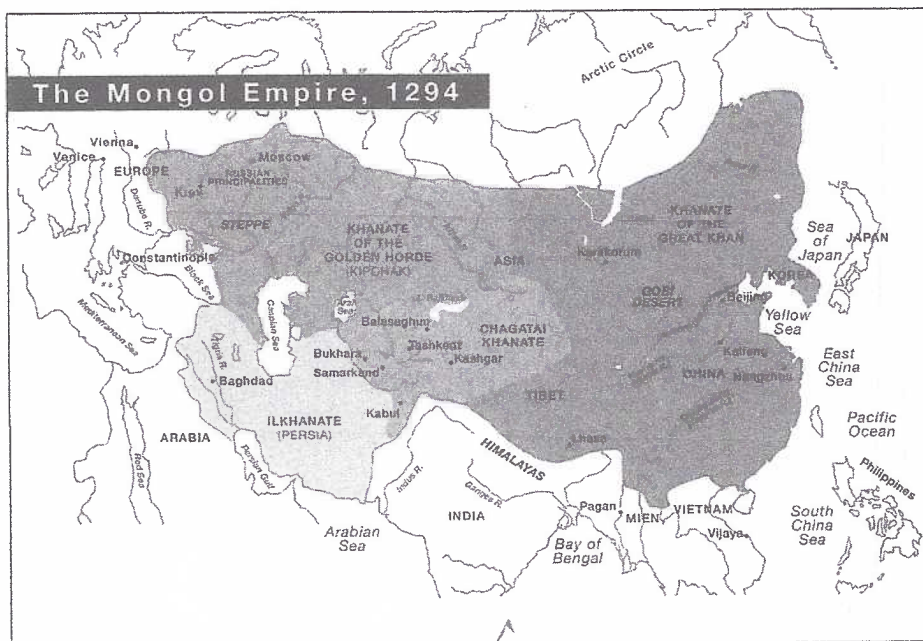 The Mongol Empire, 1294
Arctic Circle
Vienna
Venice
EUROPE
Danube R.
Moscow
RUSSIAN
PRINCIPALITIES
Kiev
STEPPE
Constantinople
Black Sea
Mediterranean Sea
KHANATE
OF THE
GOLDEN HORDE
(KIPCHAK)
ASIA
Karakorum
KHANATE
OF THE
GREAT KHAN
Sea
of
Japan
JAPAN
KOREA
GOBI
DESERT
Beijing
Yellow
Sea
Caspian Sea
Aral
Sea
L. Balkhash
Balasaghun
CHAGATAI
KHANATE
Tashkent
Bukhara
Kashgar
Samarkand
Kaifeng
CHINA
Hangzhou
East
China
Sea
Tigris R.
Baghdad
Kabul
TIBET
ILKHANATE
(PERSIA)
Lhasa
Pacific
Ocean
ARABIA
Persian Gulf
Red Sea
HIMALAYAS
Indus R.
Ganges R.
INDIA
Pagan
MIEN
VIETNAM
Vijaya
Philippines
South
China
Sea
Arabian
Sea
Bay of
Bengal